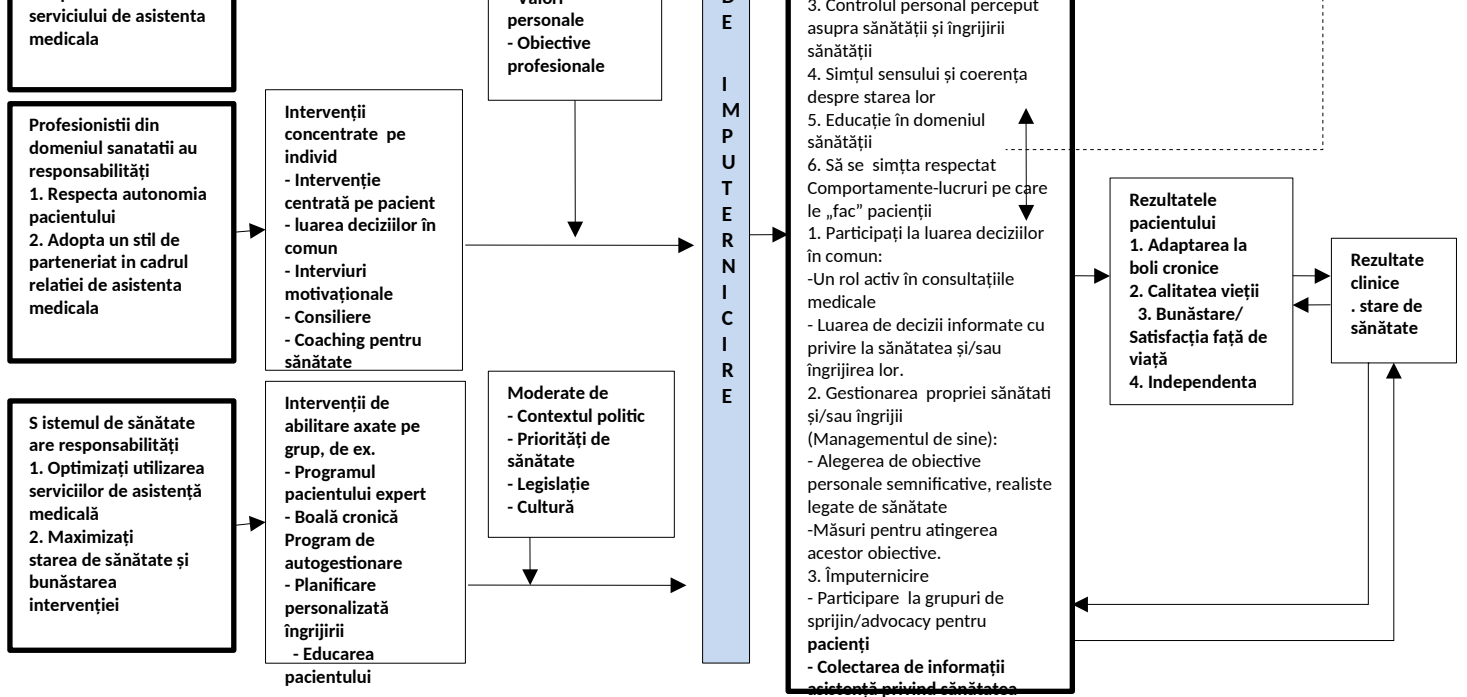 serviciului de asistenta
medicala
Profesionistii din
domeniul sanatatii au
responsabilități
1. Respecta autonomia
pacientului
2. Adopta un stil de
parteneriat in cadrul
relatiei de asistenta
medicala
S istemul de sănătate
are responsabilități
1. Optimizați utilizarea
serviciilor de asistență
medicală
2. Maximizați
starea de sănătate și
bunăstarea
intervenției
Intervenții
concentrate pe
individ
- Intervenție
centrată pe pacient
- luarea deciziilor în
comun
- Interviuri
motivaționale
- Consiliere
- Coaching pentru
sănătate
Intervenții de
abilitare axate pe
grup, de ex.
- Programul
pacientului expert
- Boală cronică
Program de
autogestionare
- Planificare
personalizată
îngrijirii
- Educarea
pacientului
- Valori
personale
- Obiective
profesionale
Moderate de
- Contextul politic
- Priorități de
sănătate
- Legislație
- Cultură
D
E
I
M
P
U
T
E
R
N
I
C
I
R
E
3. Controlul personal perceput
asupra sănătății și îngrijirii
sănătății
4. Simțul sensului și coerența
despre starea lor
5. Educație în domeniul
sănătății
6. Să se simțta respectat
Comportamente-lucruri pe care
le „fac” pacienții
1. Participați la luarea deciziilor
în comun:
-Un rol activ în consultațiile
medicale
- Luarea de decizii informate cu
privire la sănătatea și/sau
îngrijirea lor.
2. Gestionarea propriei sănătati
și/sau îngrijii
(Managementul de sine):
- Alegerea de obiective
personale semnificative, realiste
legate de sănătate
-Măsuri pentru atingerea
acestor obiective.
3. Împuternicire
- Participare la grupuri de
sprijin/advocacy pentru
pacienți
- Colectarea de informații
asistență privind sănătatea
Rezultatele
pacientului
1. Adaptarea la
boli cronice
2. Calitatea vieții
3. Bunăstare/
Satisfacția față de
viață
4. Independenta
Rezultate
clinice
. stare de
sănătate